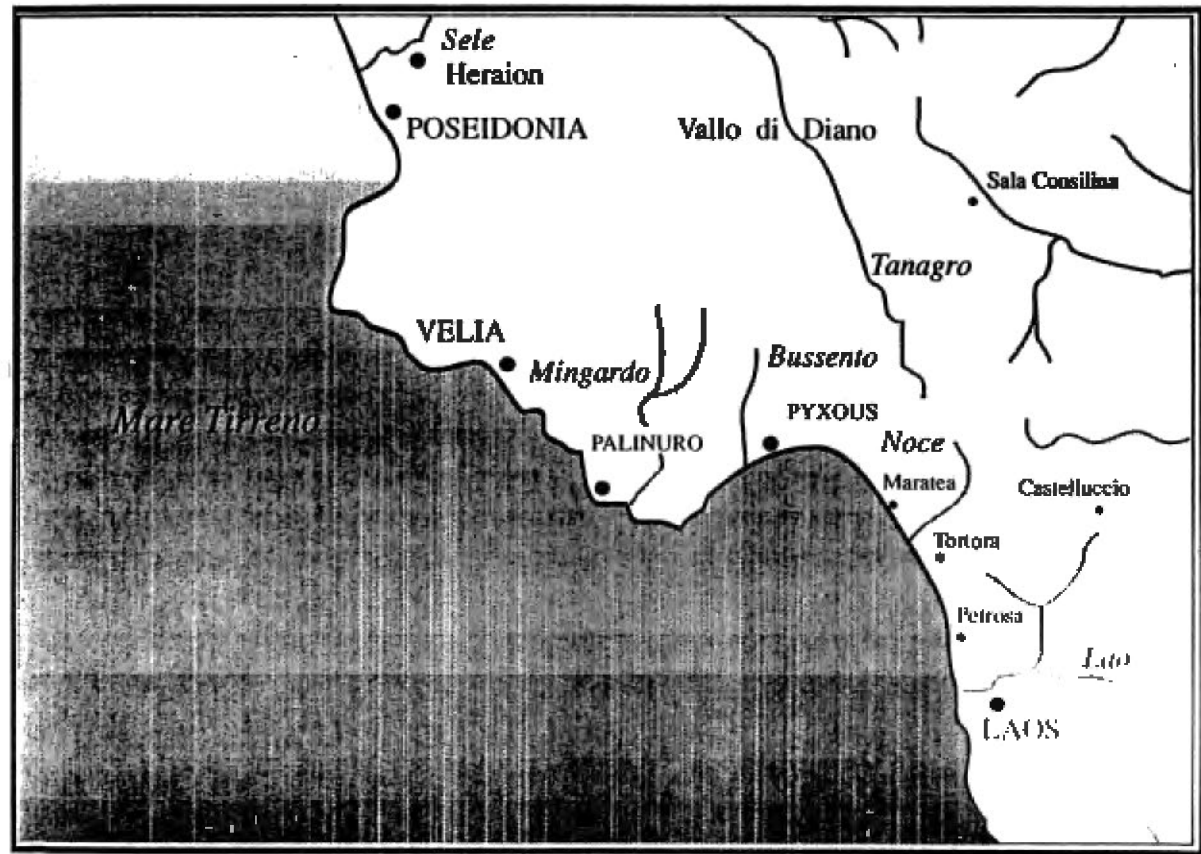 Sele
Heraion
POSEIDONIA
Vallo di Diano
Sala Consilina
Tanagro
VELIA
Mingardo
Bussento
Mare Tirreno
PYXOUS
PALINURO
Noce
Maratea
Castelluccio
Tortora
Petrosa
LAOS